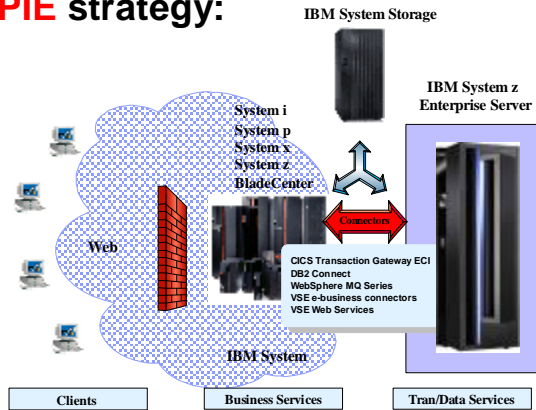 PIE strategy:
IBM System Storage
IBM System z
Enterprise Server
System i
System p
System x
System z
BladeCenter
Connectors
Web
CICS Transaction Gateway ECI
DB2 Connect
WebSphere MQ Series
VSE e-business connectors
VSE Web Services
IBM System
Clients
Business Services
Tran/Data Services